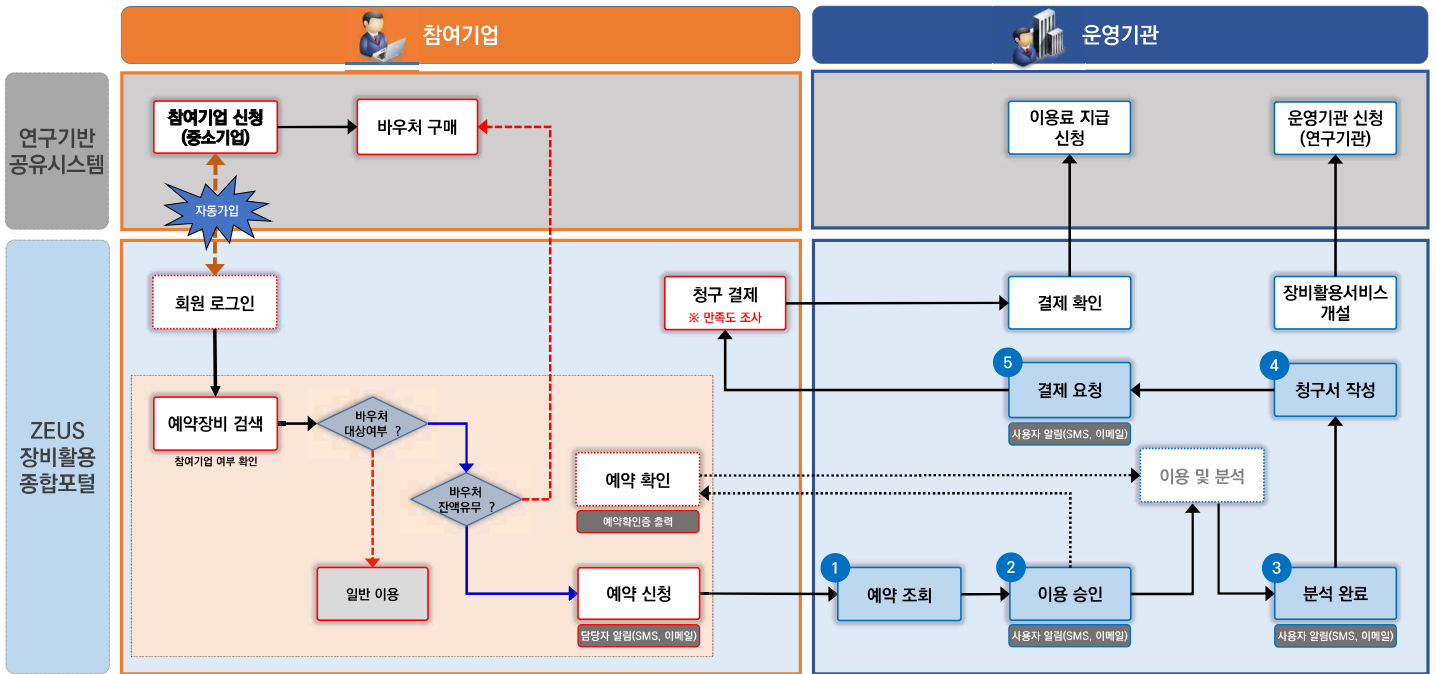 참여기업
운영기관
연구기반
공유시스템
참여기업 신청
(중소기업)
바우처 구매
이용료 지급
신청
운영기관 신청
(연구기관)
자동가입
ZEUS
장비활용
종합포털
회원 로그인
청구 결제
※ 만족도 조사
결제 확인
장비활용서비스
개설
예약장비 검색
참여기업 여부 확인
바우처
대상여부 ?
5
결제 요청
사용자 알림(SMS, 이메일)
4
청구서 작성
바우처
잔액유무 ?
예약 확인
예약확인증 출력
이용 및 분석
일반 이용
예약 신청
담당자 알림(SMS, 이메일)
1
예약 조회
2
이용 승인
사용자 알림(SMS, 이메일)
3
분석 완료
사용자 알림(SMS, 이메일)